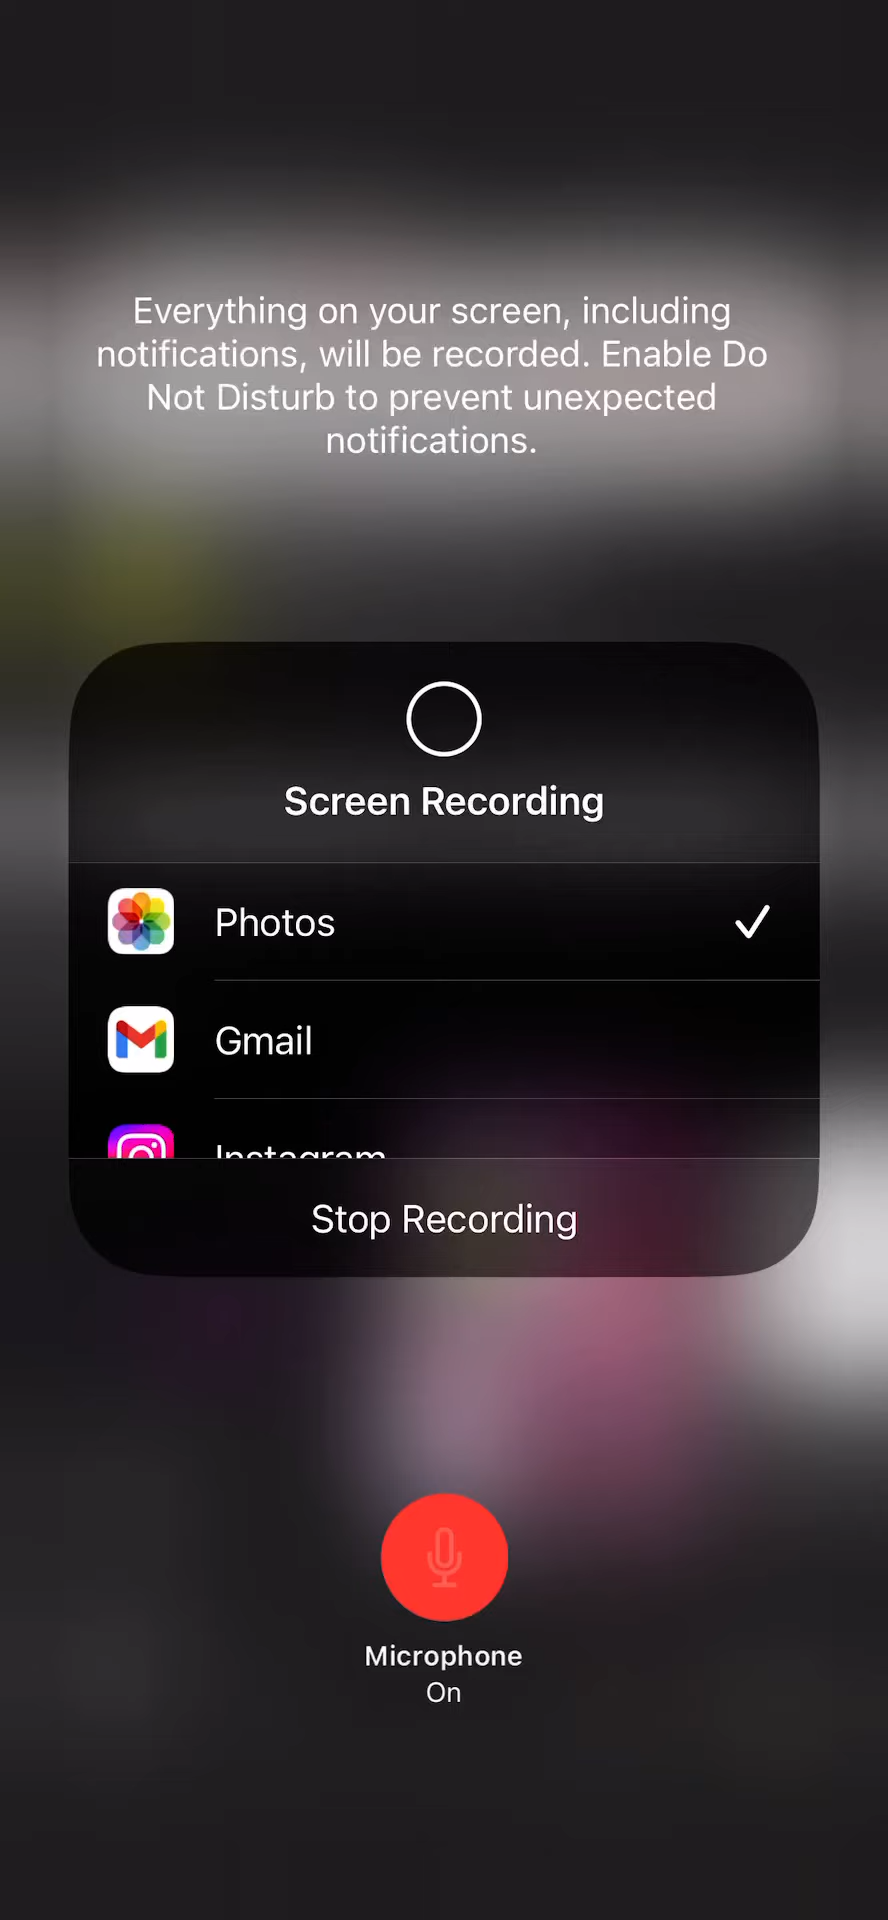 Everything on your screen, including
notifications, will be recorded. Enable Do
Not Disturb to prevent unexpected
notifications.
Screen Recording
Photos
Gmail
Instagram
Stop Recording
Microphone
On